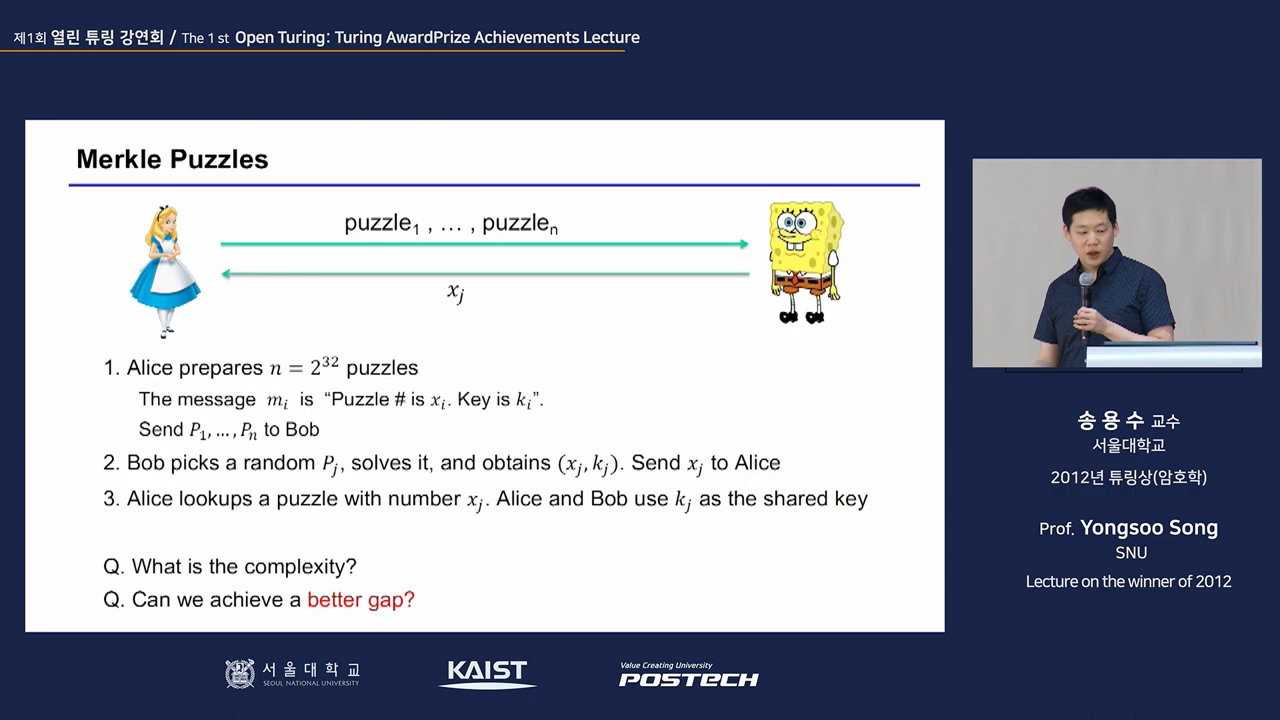 제1회 열린 튜링 강연회 / The 1 st Open Turing: Turing AwardPrize Achievements Lecture
Merkle Puzzles
puzzle₁ , … , puzzleₙ
xⱼ
1. Alice prepares n = 2³² puzzles
The message mᵢ is “Puzzle # is xᵢ. Key is kᵢ”.
Send P₁, … , Pₙ to Bob
2. Bob picks a random Pⱼ, solves it, and obtains (xⱼ, kⱼ). Send xⱼ to Alice
3. Alice lookups a puzzle with number xⱼ. Alice and Bob use kⱼ as the shared key
Q. What is the complexity?
Q. Can we achieve a better gap?
송 용 수 교수
서울대학교
2012년 튜링상(암호학)
Prof. Yongsoo Song
SNU
Lecture on the winner of 2012
서울대학교
SEOUL NATIONAL UNIVERSITY
KAIST
Value Creating University
POSTECH